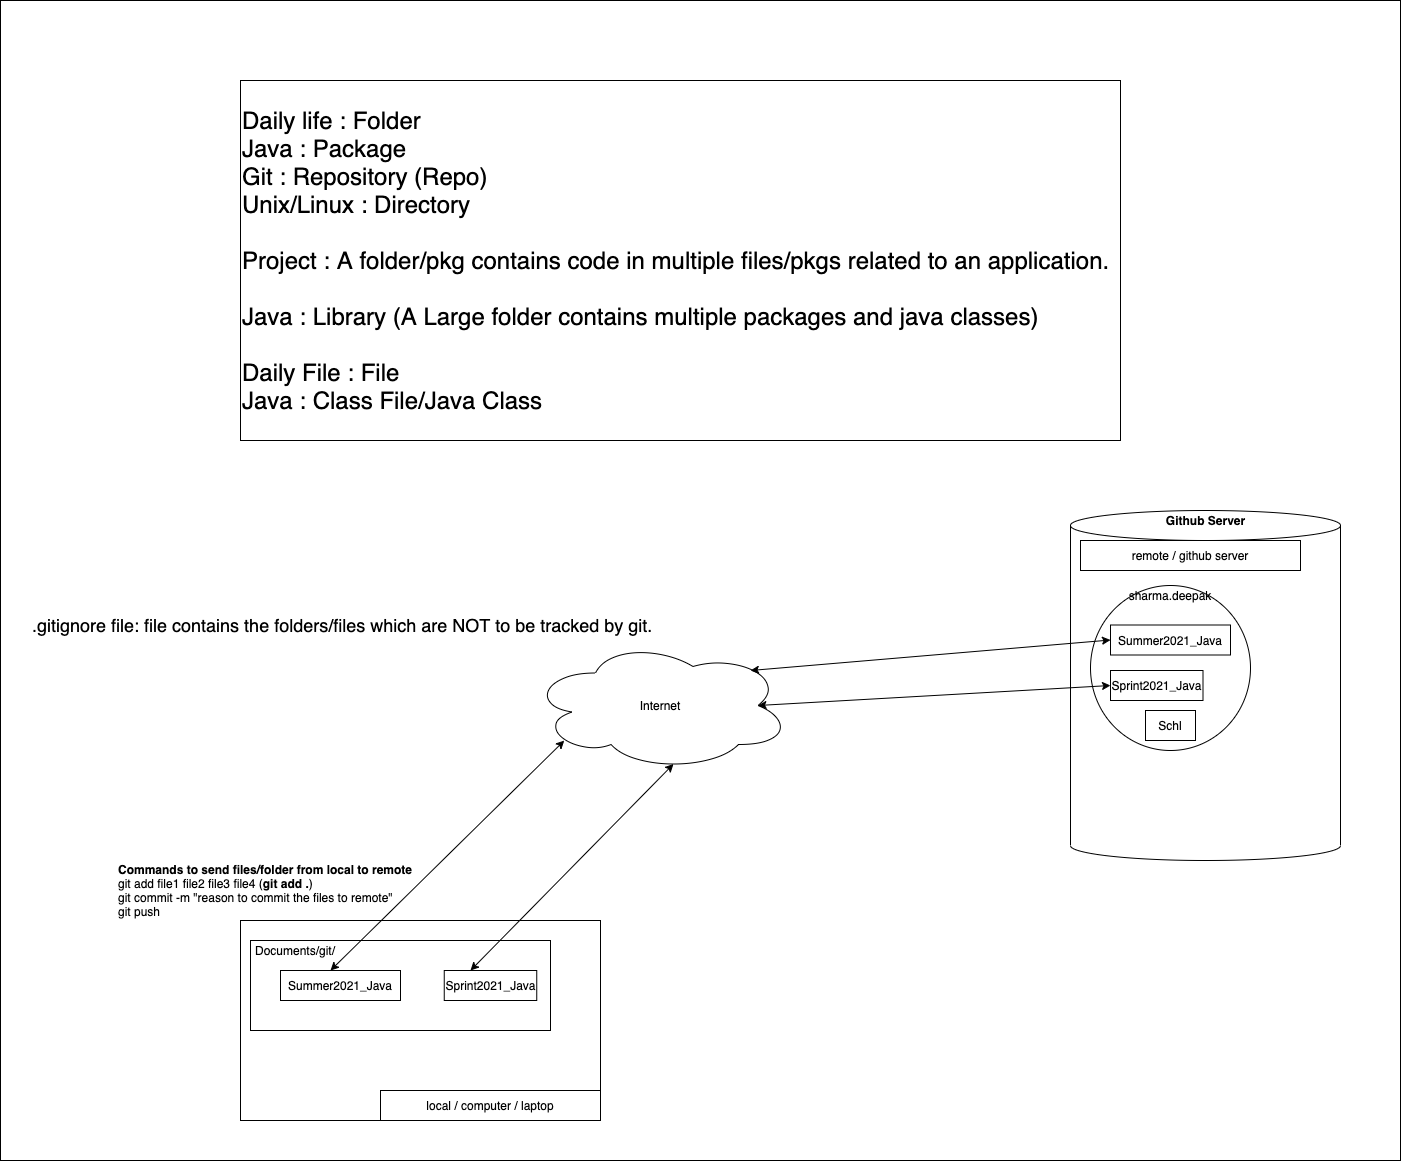 Daily life : Folder
Java : Package
Git : Repository (Repo)
Unix/Linux : Directory
Project : A folder/pkg contains code in multiple files/pkgs related to an application.
Java : Library (A Large folder contains multiple packages and java classes)
Daily File : File
Java : Class File/Java Class
Github Server
remote / github server
sharma.deepak
Summer2021_Java
Sprint2021_Java
Schl
.gitignore file: file contains the folders/files which are NOT to be tracked by git.
Internet
Commands to send files/folder from local to remote
git add file1 file2 file3 file4 (git add .)
git commit -m "reason to commit the files to remote"
git push
Documents/git/
Summer2021_Java
Sprint2021_Java
local / computer / laptop